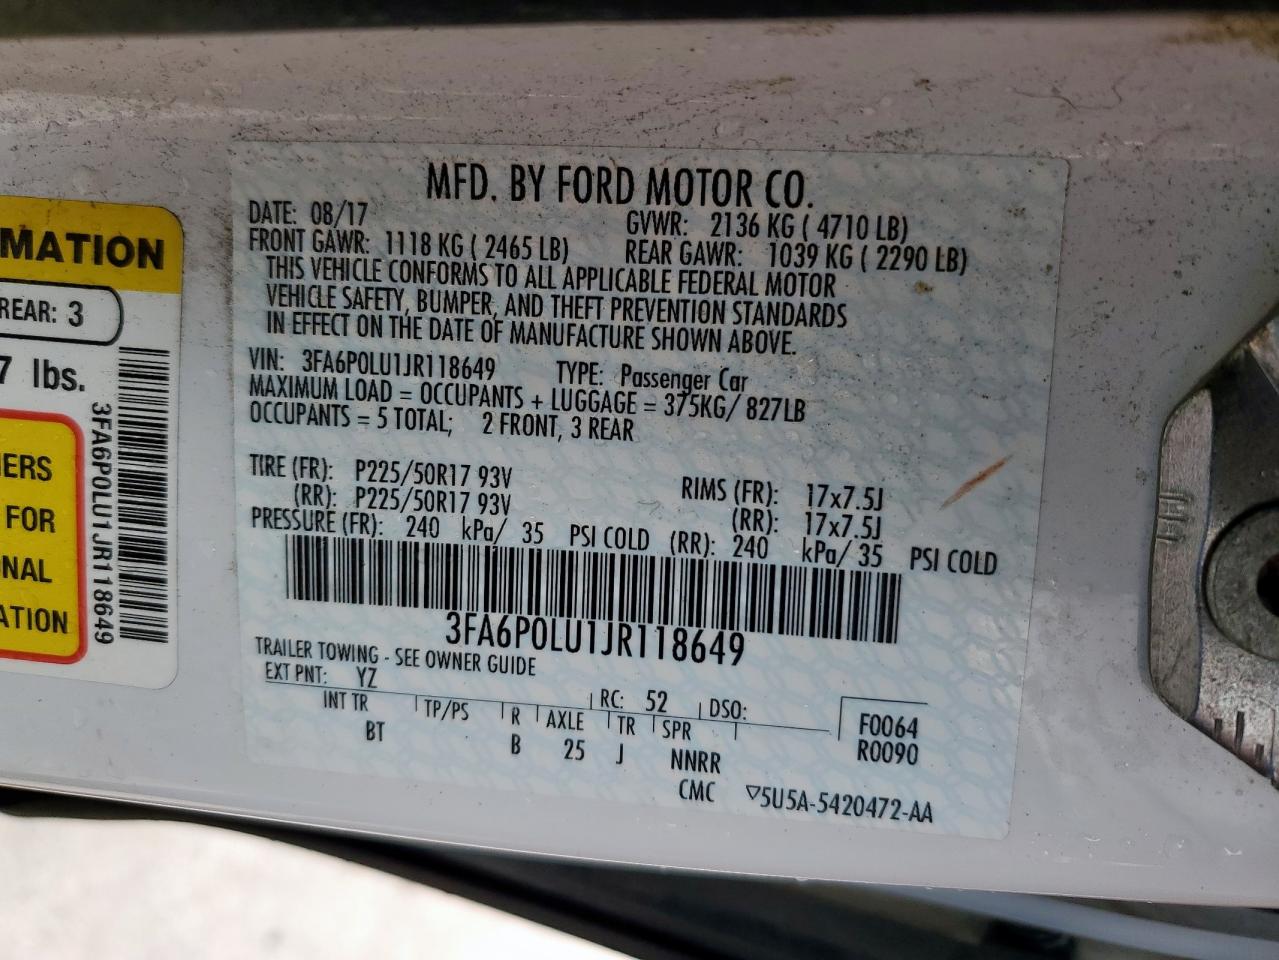 MATION
REAR: 3
7 lbs.
3FA6P0LU1JR118649
NERS
FOR
NAL
ATION
MFD. BY FORD MOTOR CO.
DATE: 08/17 GVWR: 2136 KG ( 4710 LB)
FRONT GAWR: 1118 KG ( 2465 LB) REAR GAWR: 1039 KG ( 2290 LB)
THIS VEHICLE CONFORMS TO ALL APPLICABLE FEDERAL MOTOR
VEHICLE SAFETY, BUMPER, AND THEFT PREVENTION STANDARDS
IN EFFECT ON THE DATE OF MANUFACTURE SHOWN ABOVE.
VIN: 3FA6P0LU1JR118649 TYPE: Passenger Car
MAXIMUM LOAD = OCCUPANTS + LUGGAGE = 375KG/ 827LB
OCCUPANTS = 5 TOTAL; 2 FRONT, 3 REAR
TIRE (FR): P225/50R17 93V RIMS (FR): 17x7.5J
(RR): P225/50R17 93V (RR): 17x7.5J
PRESSURE (FR): 240 kPa/ 35 PSI COLD (RR): 240 kPa/ 35 PSI COLD
3FA6P0LU1JR118649
TRAILER TOWING - SEE OWNER GUIDE
EXT PNT: YZ RC: 52 DSO:
INT TR TP/PS R AXLE TR SPR F0064
BT B 25 J NNRR R0090
CMC ▽5U5A-5420472-AA